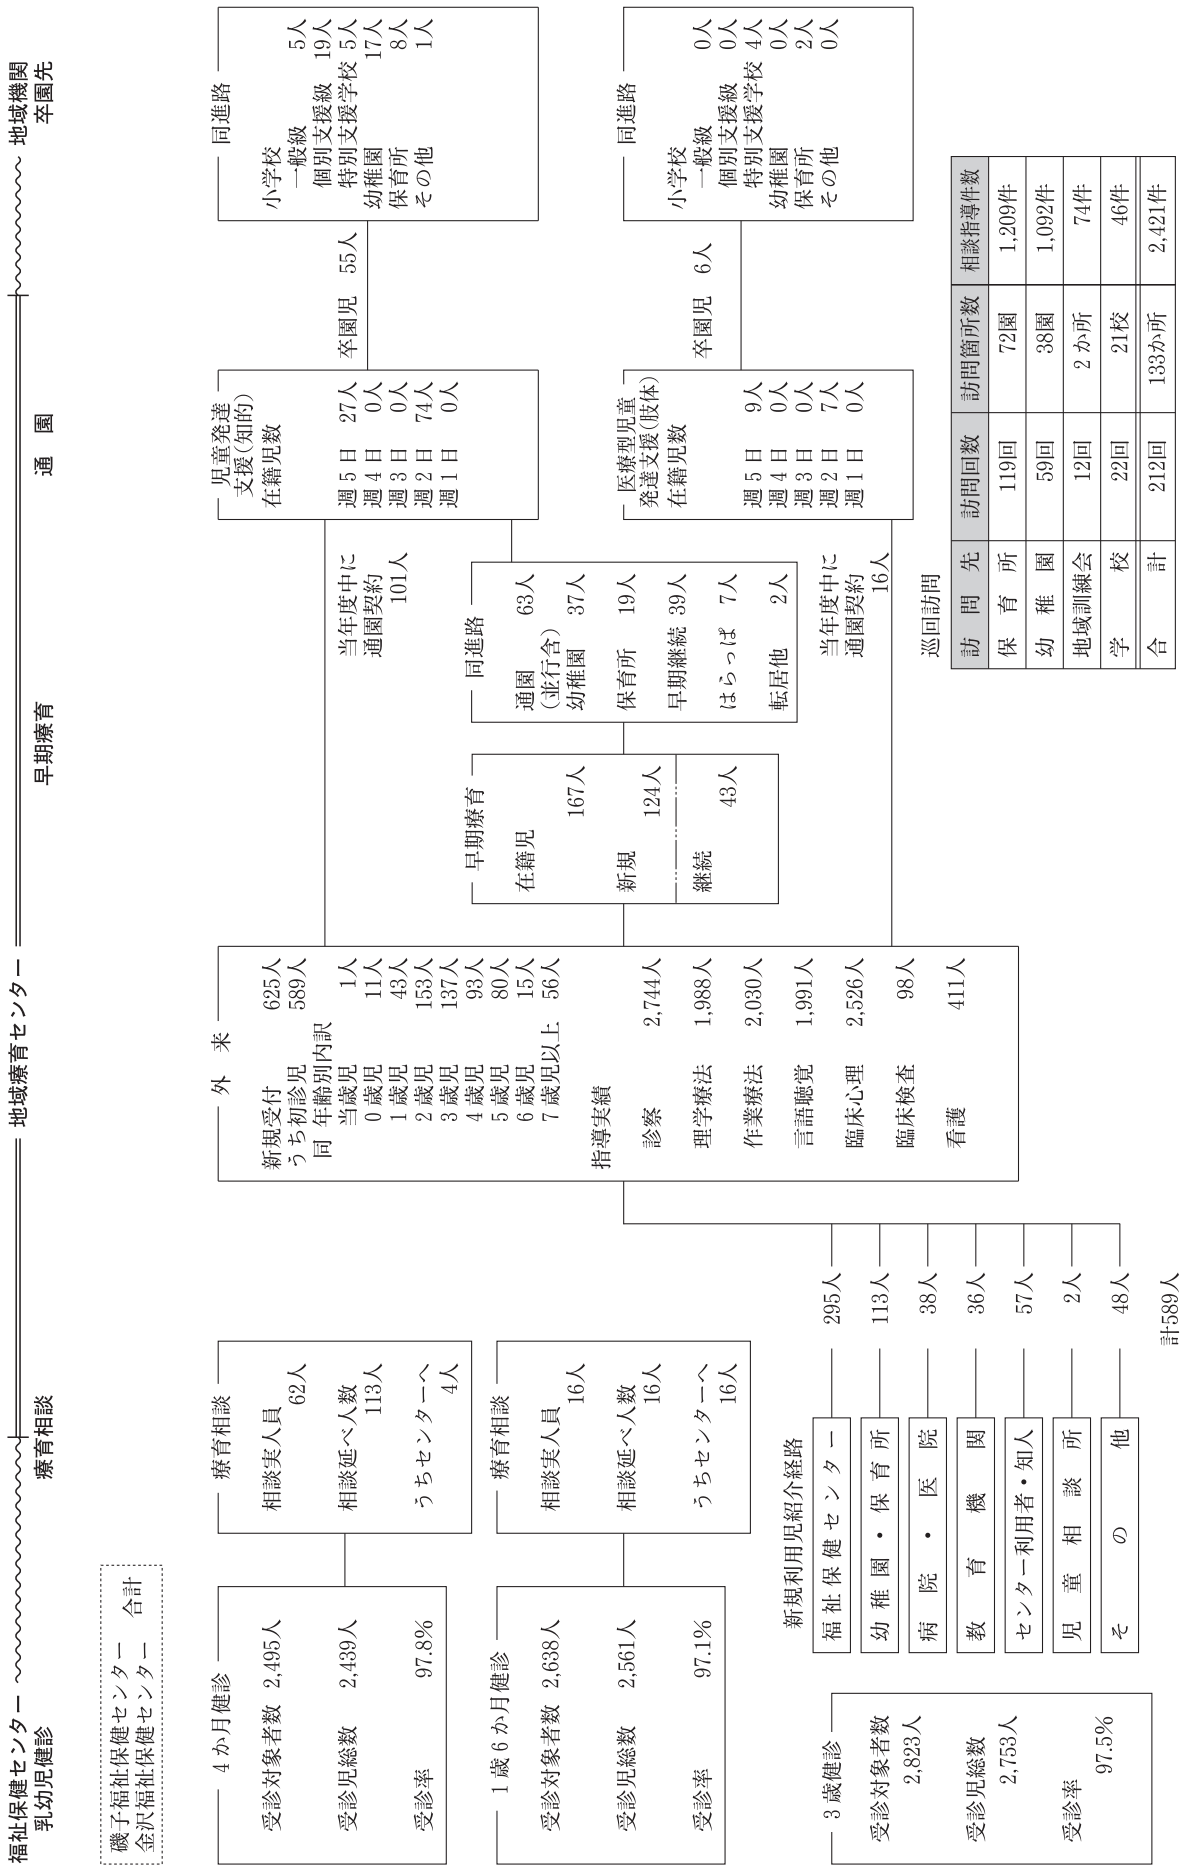 福祉保健センター
乳幼児健診
療育相談
地域療育センター
早期療育
通　園
地域機関
卒園先
磯子福祉保健センター
金沢福祉保健センター　合計
4か月健診
受診対象者数 2,495人
受診児総数 2,439人
受診率 97.8%
療育相談
相談実人員
62人
相談延べ人数
113人
うちセンターへ
4人
1歳6か月健診
受診対象者数 2,638人
受診児総数 2,561人
受診率 97.1%
療育相談
相談実人員
16人
相談延べ人数
16人
うちセンターへ
16人
3歳健診
受診対象者数
2,823人
受診児総数
2,753人
受診率
97.5%
新規利用児紹介経路
福祉保健センター 295人
幼稚園・保育所 113人
病院・医院 38人
教育機関 36人
センター利用者・知人 57人
児童相談所 2人
その他 48人
計589人
外　来
新規受付 625人
うち初診児 589人
同 年齢別内訳
当歳児 1人
0歳児 11人
1歳児 43人
2歳児 153人
3歳児 137人
4歳児 93人
5歳児 80人
6歳児 15人
7歳児以上 56人
指導実績
診察 2,744人
理学療法 1,988人
作業療法 2,030人
言語聴覚 1,991人
臨床心理 2,526人
臨床検査 98人
看護 411人
早期療育
在籍児
167人
新規
124人
継続
43人
同進路
通園 63人
(並行含)
幼稚園 37人
保育所 19人
早期継続 39人
はらっぱ 7人
転居他 2人
当年度中に
通園契約
101人
当年度中に
通園契約
16人
児童発達
支援(知的)
在籍児数
週5日 27人
週4日 0人
週3日 0人
週2日 74人
週1日 0人
卒園児　55人
同進路
小学校
一般級 5人
個別支援級 19人
特別支援学校 5人
幼稚園 17人
保育所 8人
その他 1人
医療型児童
発達支援(肢体)
在籍児数
週5日 9人
週4日 0人
週3日 0人
週2日 7人
週1日 0人
卒園児　6人
同進路
小学校
一般級 0人
個別支援級 0人
特別支援学校 4人
幼稚園 0人
保育所 2人
その他 0人
巡回訪問
訪問先 訪問回数 訪問箇所数 相談指導件数
保育所 119回 72園 1,209件
幼稚園 59回 38園 1,092件
地域訓練会 12回 2か所 74件
学校 22回 21校 46件
合計 212回 133か所 2,421件